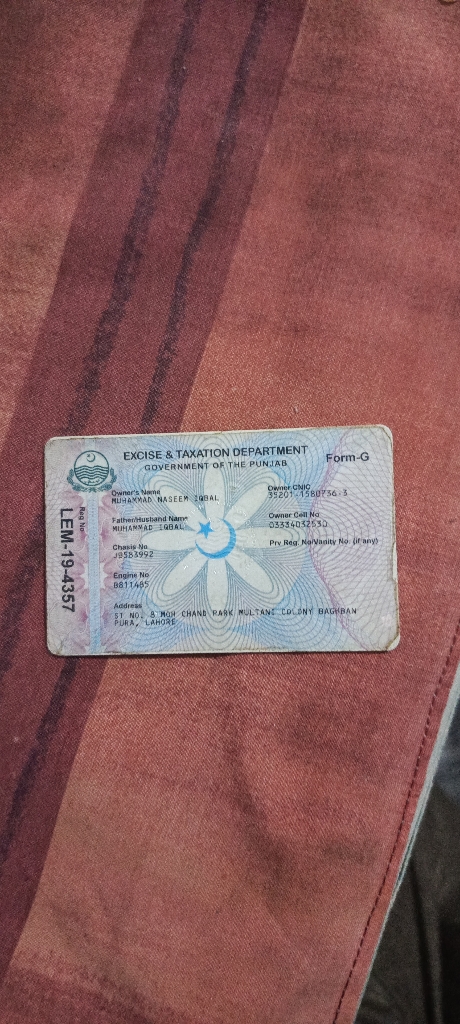 EXCISE & TAXATION DEPARTMENT
GOVERNMENT OF THE PUNJAB
Form-G
Reg No
LEM-19-4357
Owner's Name
MUHAMMAD NASEEM IQBAL
Owner CNIC
35201-1580736-3
Father/Husband Name
MUHAMMAD IQBAL
Owner Cell No
03334032530
Chasis No
JB583992
Prv Reg. No/Vanity No. (if any)
Engine No
B811485
Address
ST NO. 8 MOH CHAND PARK MULTANI COLONY BAGHBAN
PURA, LAHORE